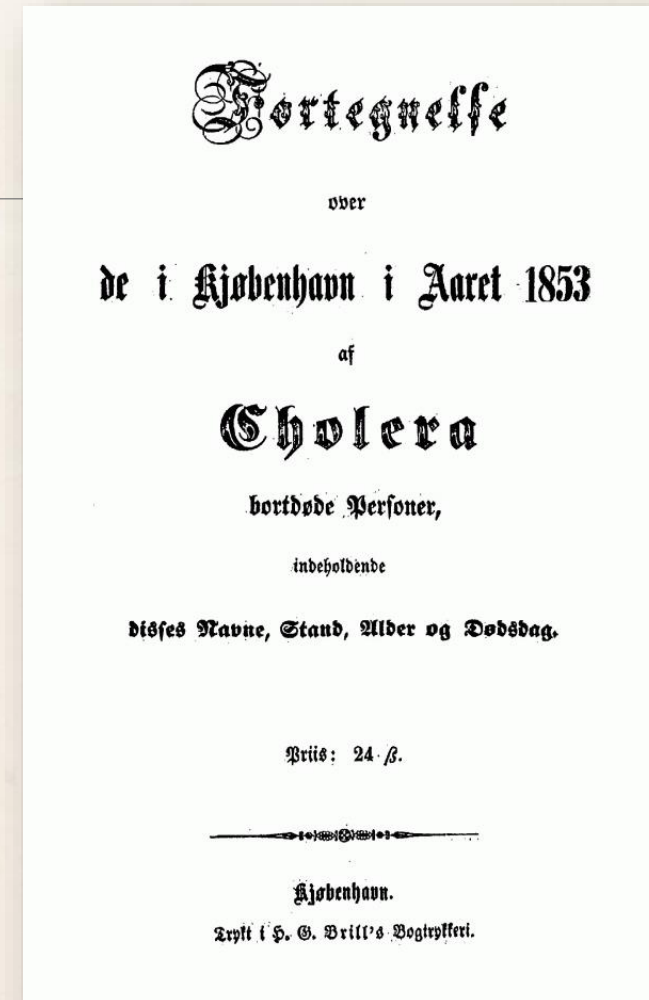 Fortegnelse
over
de i Kjøbenhavn i Aaret 1853
af
Cholera
bortdøde Personer,
indeholdende
disses Navne, Stand, Alder og Dødsdag.
Priis: 24 ß.
Kjøbenhavn.
Trykt i H. G. Brill's Bogtrykkeri.